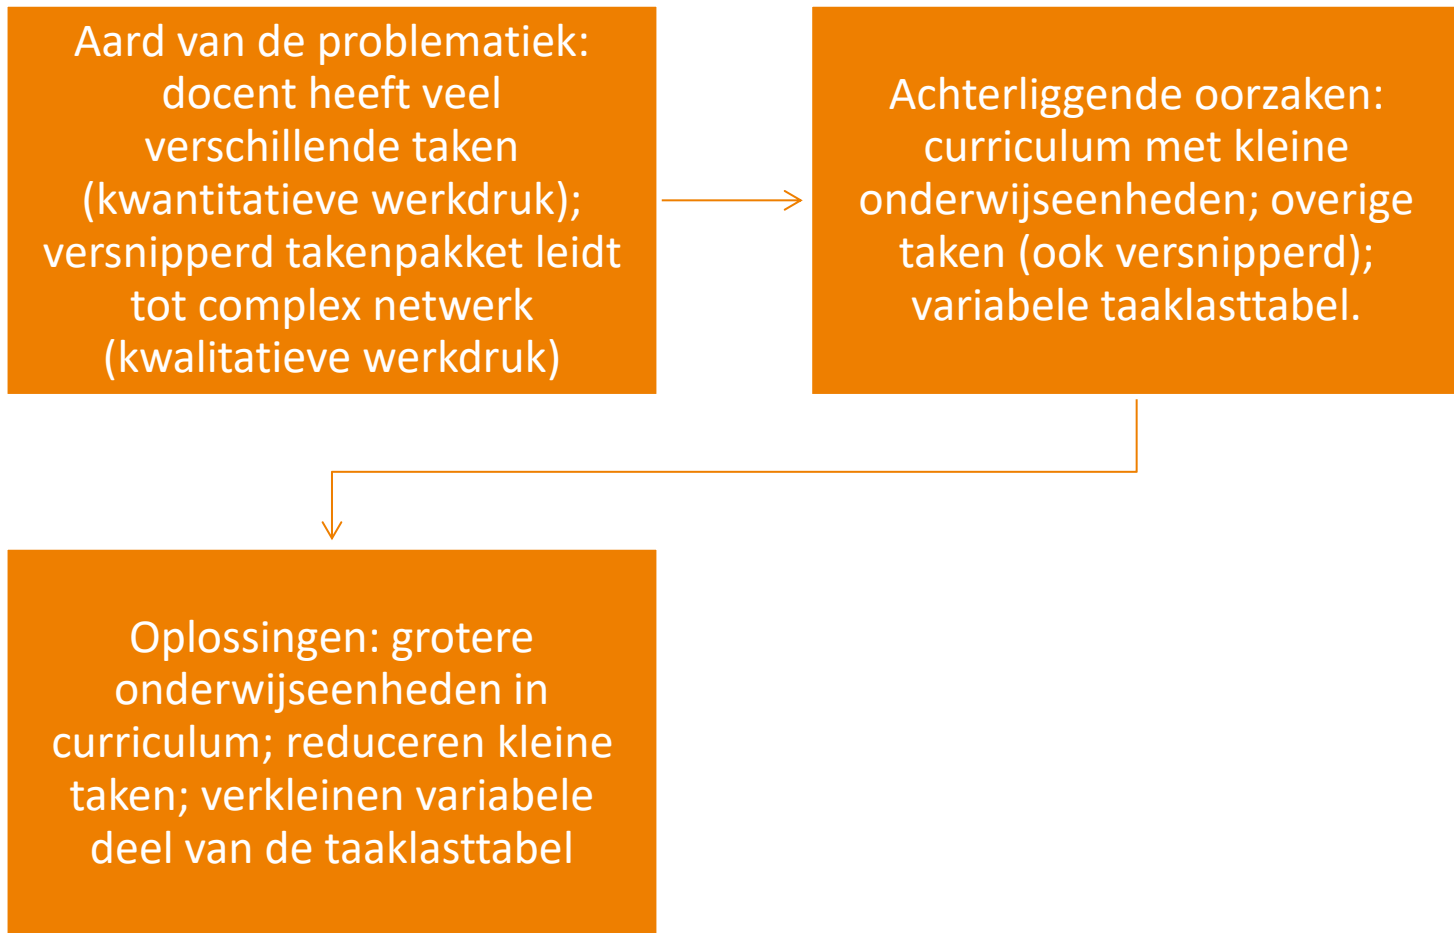 Aard van de problematiek:
docent heeft veel
verschillende taken
(kwantitatieve werkdruk);
versnipperd takenpakket leidt
tot complex netwerk
(kwalitatieve werkdruk)
Achterliggende oorzaken:
curriculum met kleine
onderwijseenheden; overige
taken (ook versnipperd);
variabele taaklasttabel.
Oplossingen: grotere
onderwijseenheden in
curriculum; reduceren kleine
taken; verkleinen variabele
deel van de taaklasttabel